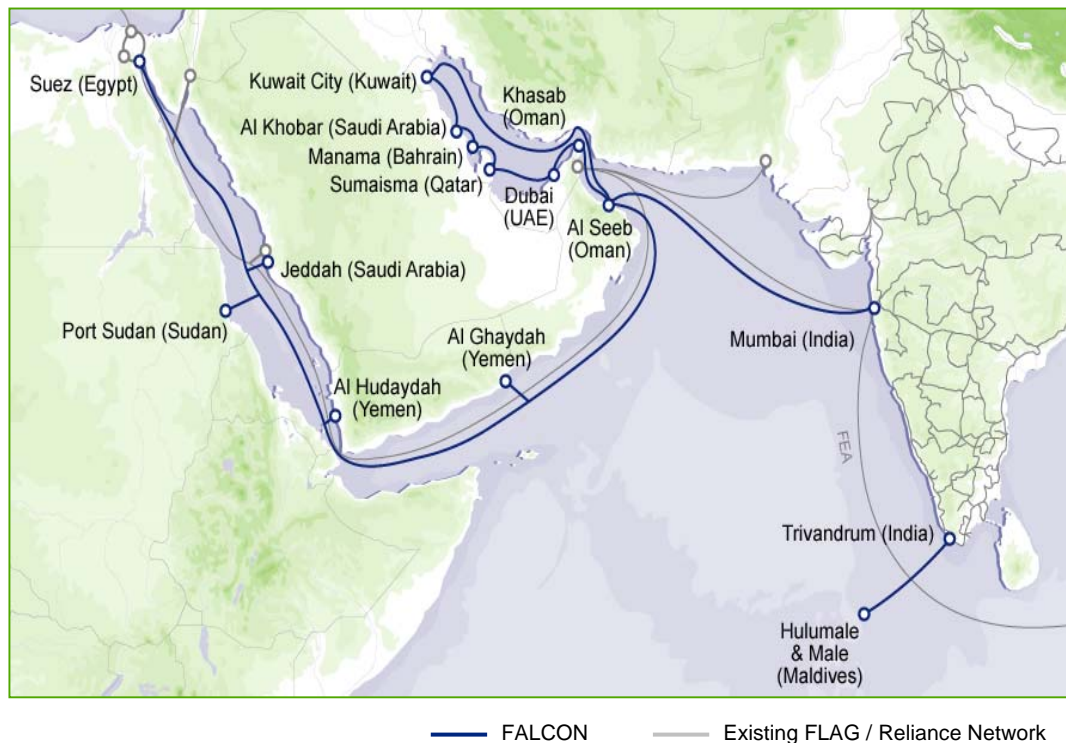 Suez (Egypt)
Kuwait City (Kuwait)
Khasab
(Oman)
Al Khobar (Saudi Arabia)
Manama (Bahrain)
Sumaisma (Qatar)
Dubai
(UAE)
Al Seeb
(Oman)
Jeddah (Saudi Arabia)
Port Sudan (Sudan)
Al Ghaydah
(Yemen)
Mumbai (India)
Al Hudaydah
(Yemen)
FEA
Trivandrum (India)
Hulumale
& Male
(Maldives)
FALCON
Existing FLAG / Reliance Network